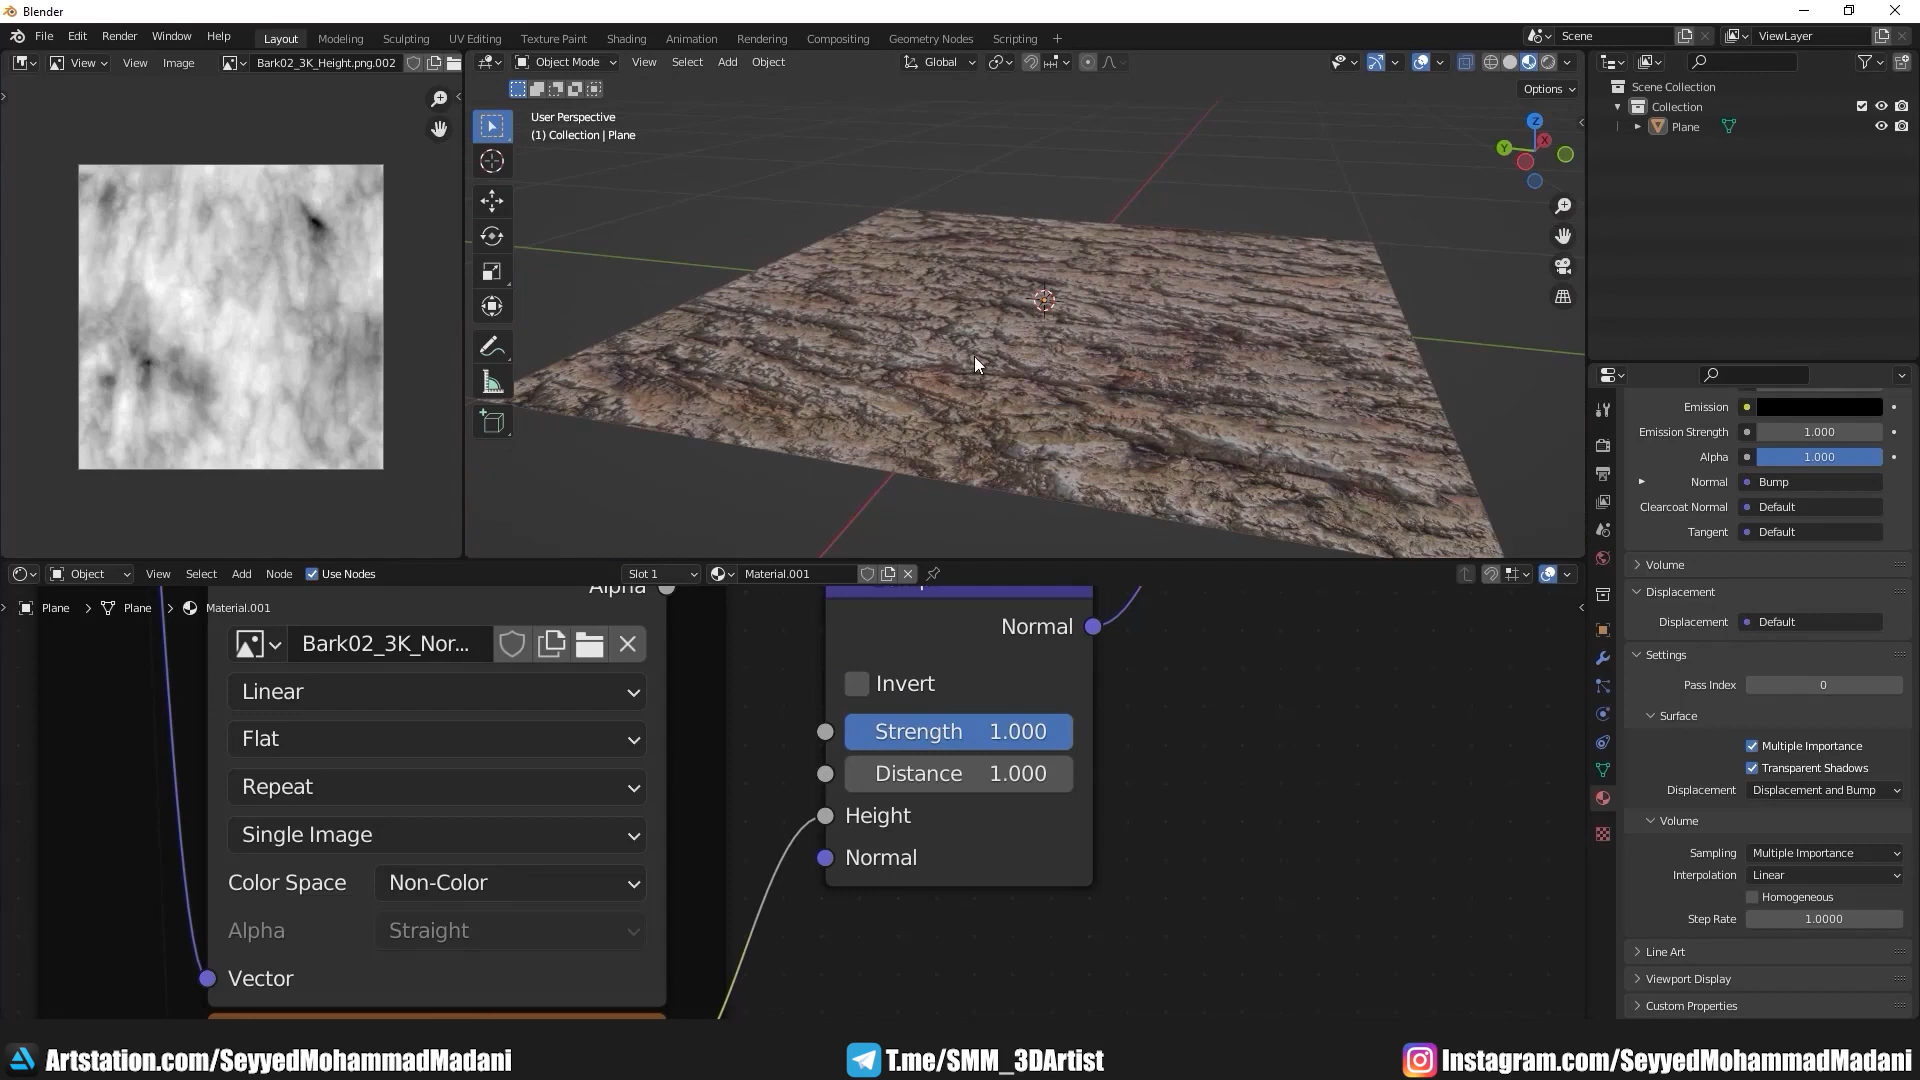 Blender
File Edit Render Window Help
Layout Modeling Sculpting UV Editing Texture Paint Shading Animation Rendering Compositing Geometry Nodes Scripting
Scene
ViewLayer
View View Image Bark02_3K_Height.png.002
Object Mode View Select Add Object
Global
Options
User Perspective
(1) Collection | Plane
Z
Y
X
Scene Collection
Collection
Plane
Emission
Emission Strength 1.000
Alpha 1.000
Normal Bump
Clearcoat Normal Default
Tangent Default
Volume
Displacement
Displacement Default
Settings
Pass Index 0
Surface
Multiple Importance
Transparent Shadows
Displacement Displacement and Bump
Volume
Sampling Multiple Importance
Interpolation Linear
Homogeneous
Step Rate 1.0000
Line Art
Viewport Display
Custom Properties
Object View Select Add Node Use Nodes
Slot 1 Material.001
Plane Plane Material.001
Alpha
Bark02_3K_Nor...
Linear
Flat
Repeat
Single Image
Color Space Non-Color
Alpha Straight
Vector
Normal
Invert
Strength 1.000
Distance 1.000
Height
Normal
Artstation.com/SeyyedMohammadMadani
T.me/SMM_3DArtist
Instagram.com/SeyyedMohammadMadani